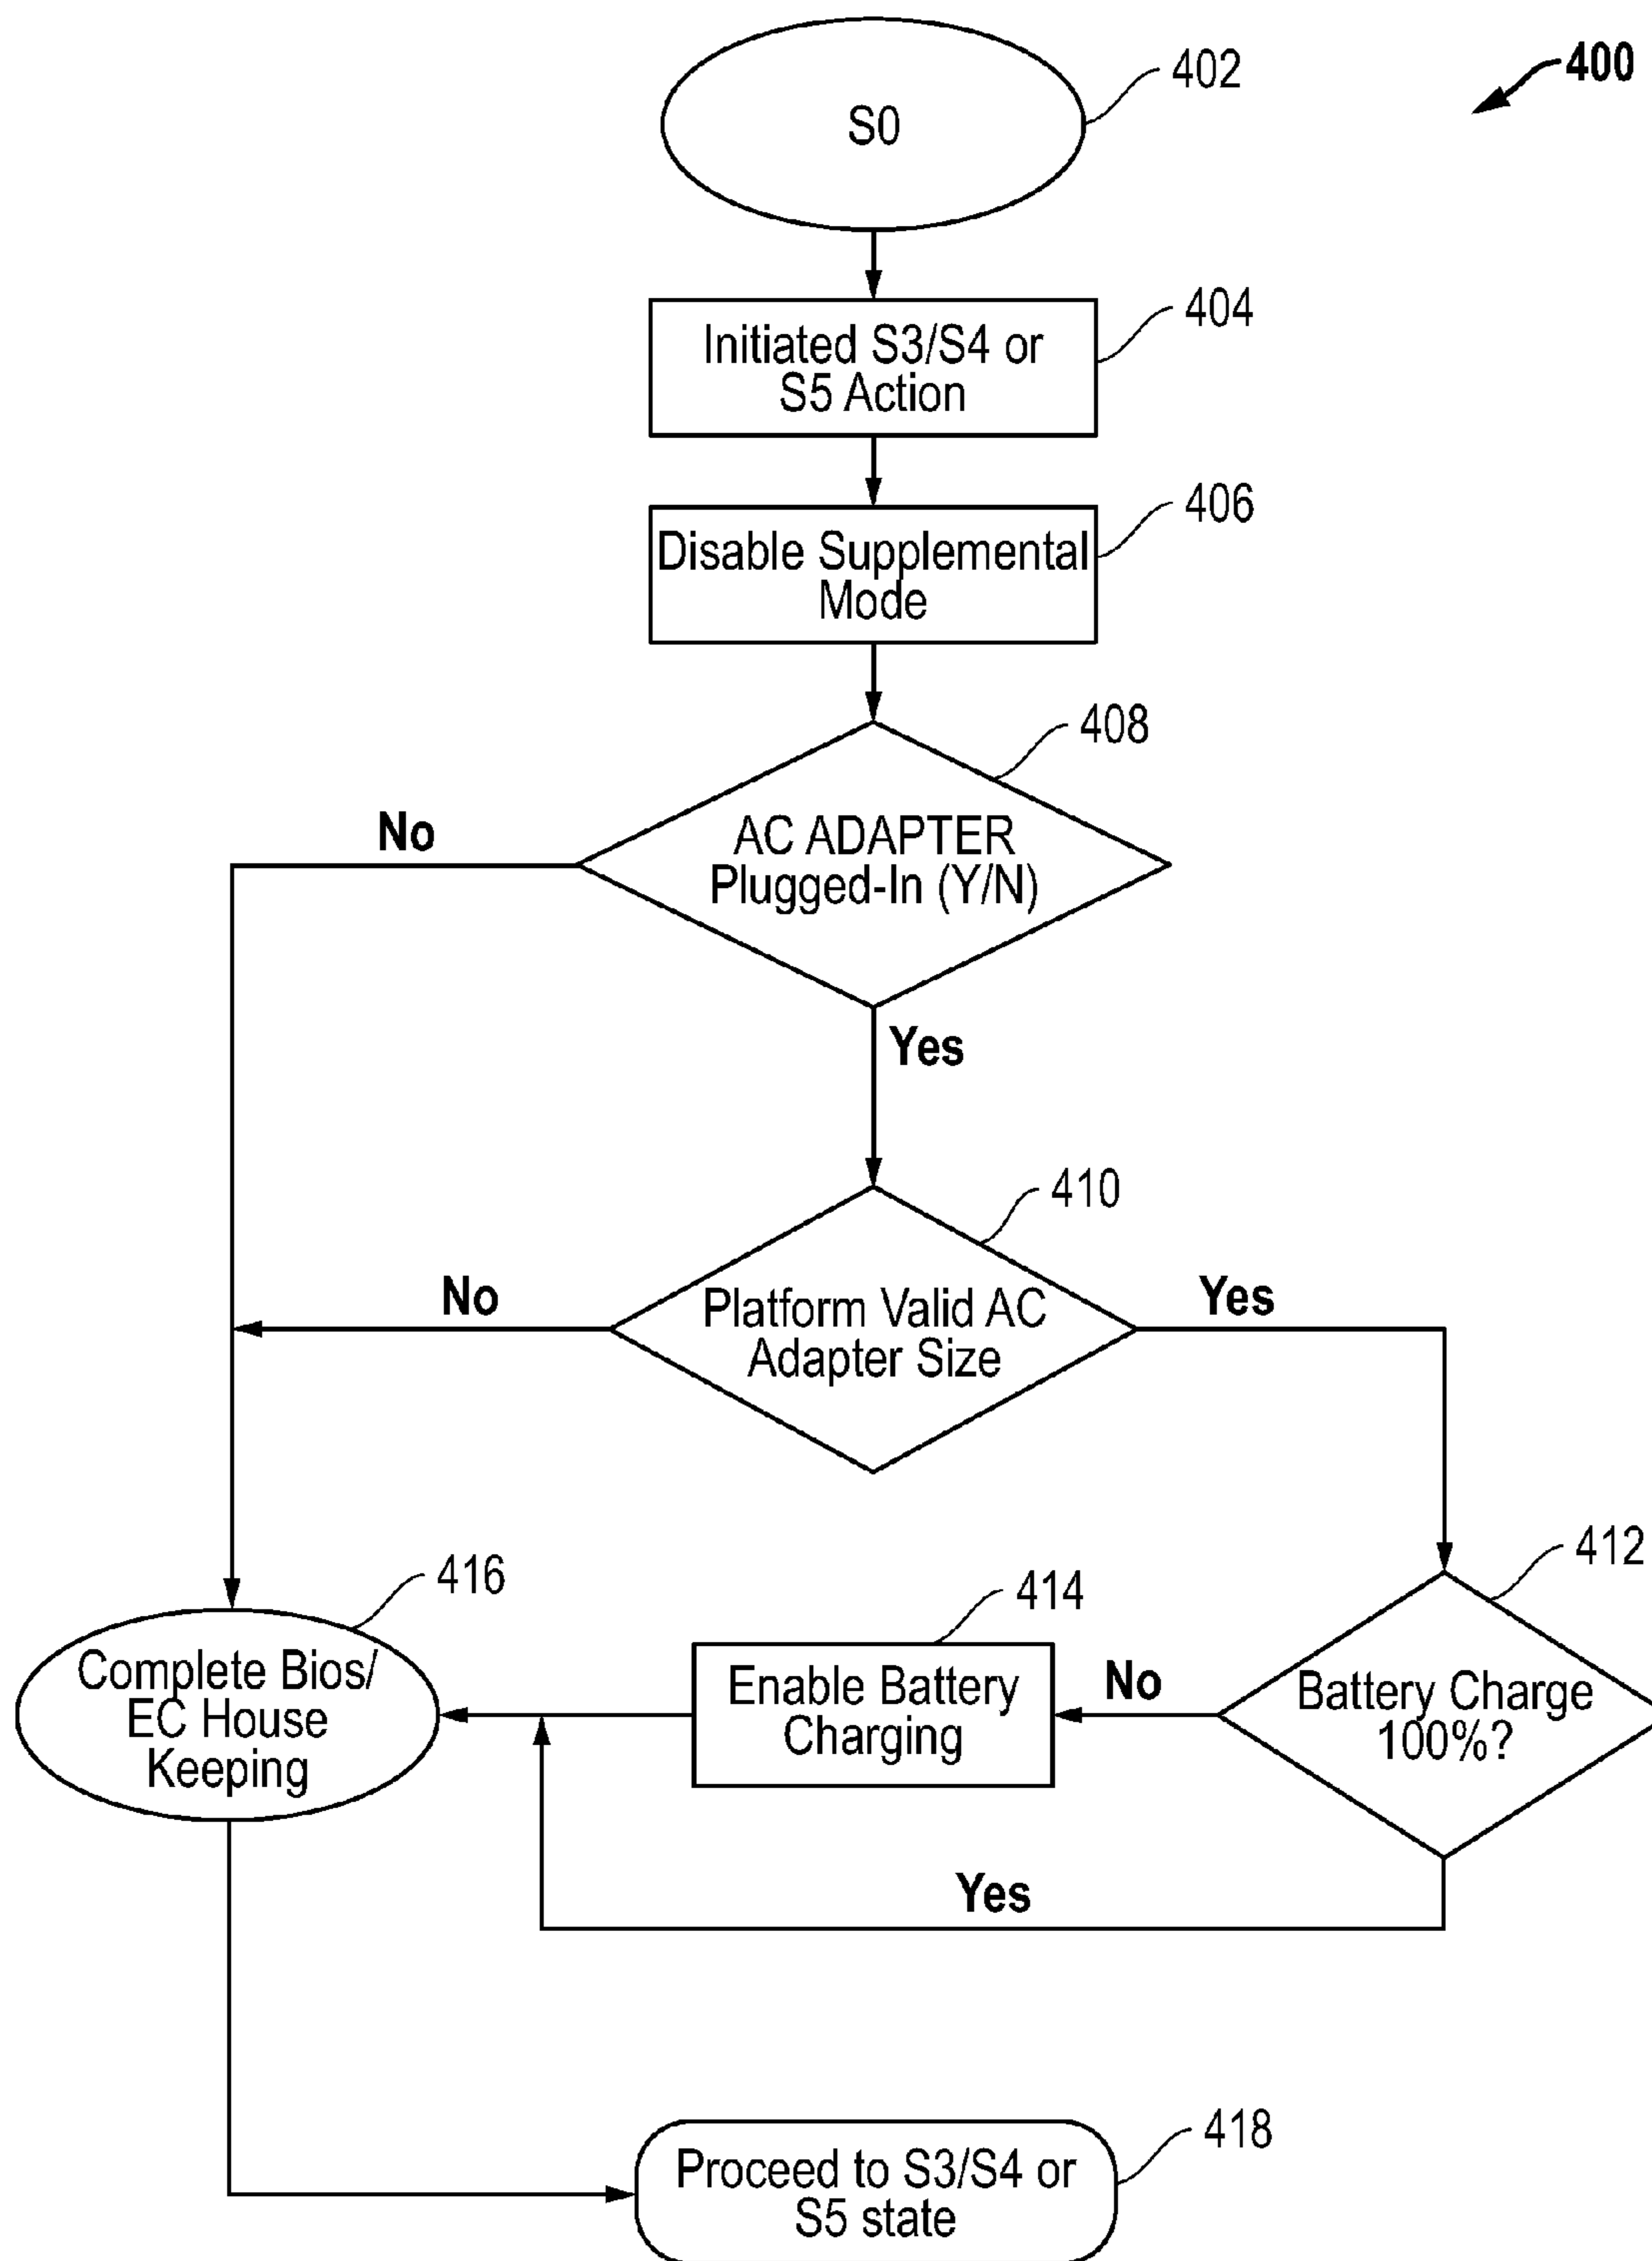 400
402
S0
404
Initiated S3/S4 or
S5 Action
406
Disable Supplemental
Mode
408
No
AC ADAPTER
Plugged-In (Y/N)
Yes
410
No
Platform Valid AC
Adapter Size
Yes
412
416
414
Complete Bios/
EC House
Keeping
Enable Battery
Charging
No
Battery Charge
100%?
Yes
418
Proceed to S3/S4 or
S5 state